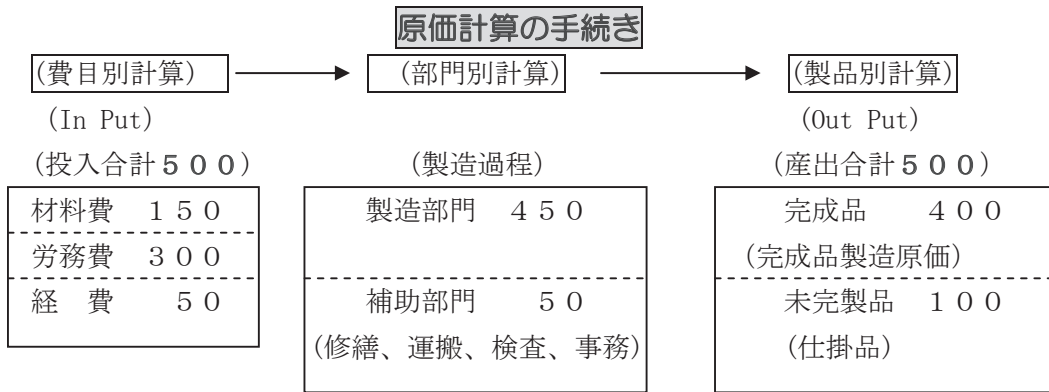 原価計算の手続き
(費目別計算) (部門別計算) (製品別計算)
(In Put) (Out Put)
(投入合計500) (製造過程) (産出合計500)
材料費 150 製造部門 450 完成品 400
労務費 300 (完成品製造原価)
経 費 50 補助部門 50 未完製品 100
(修繕、運搬、検査、事務) (仕掛品)